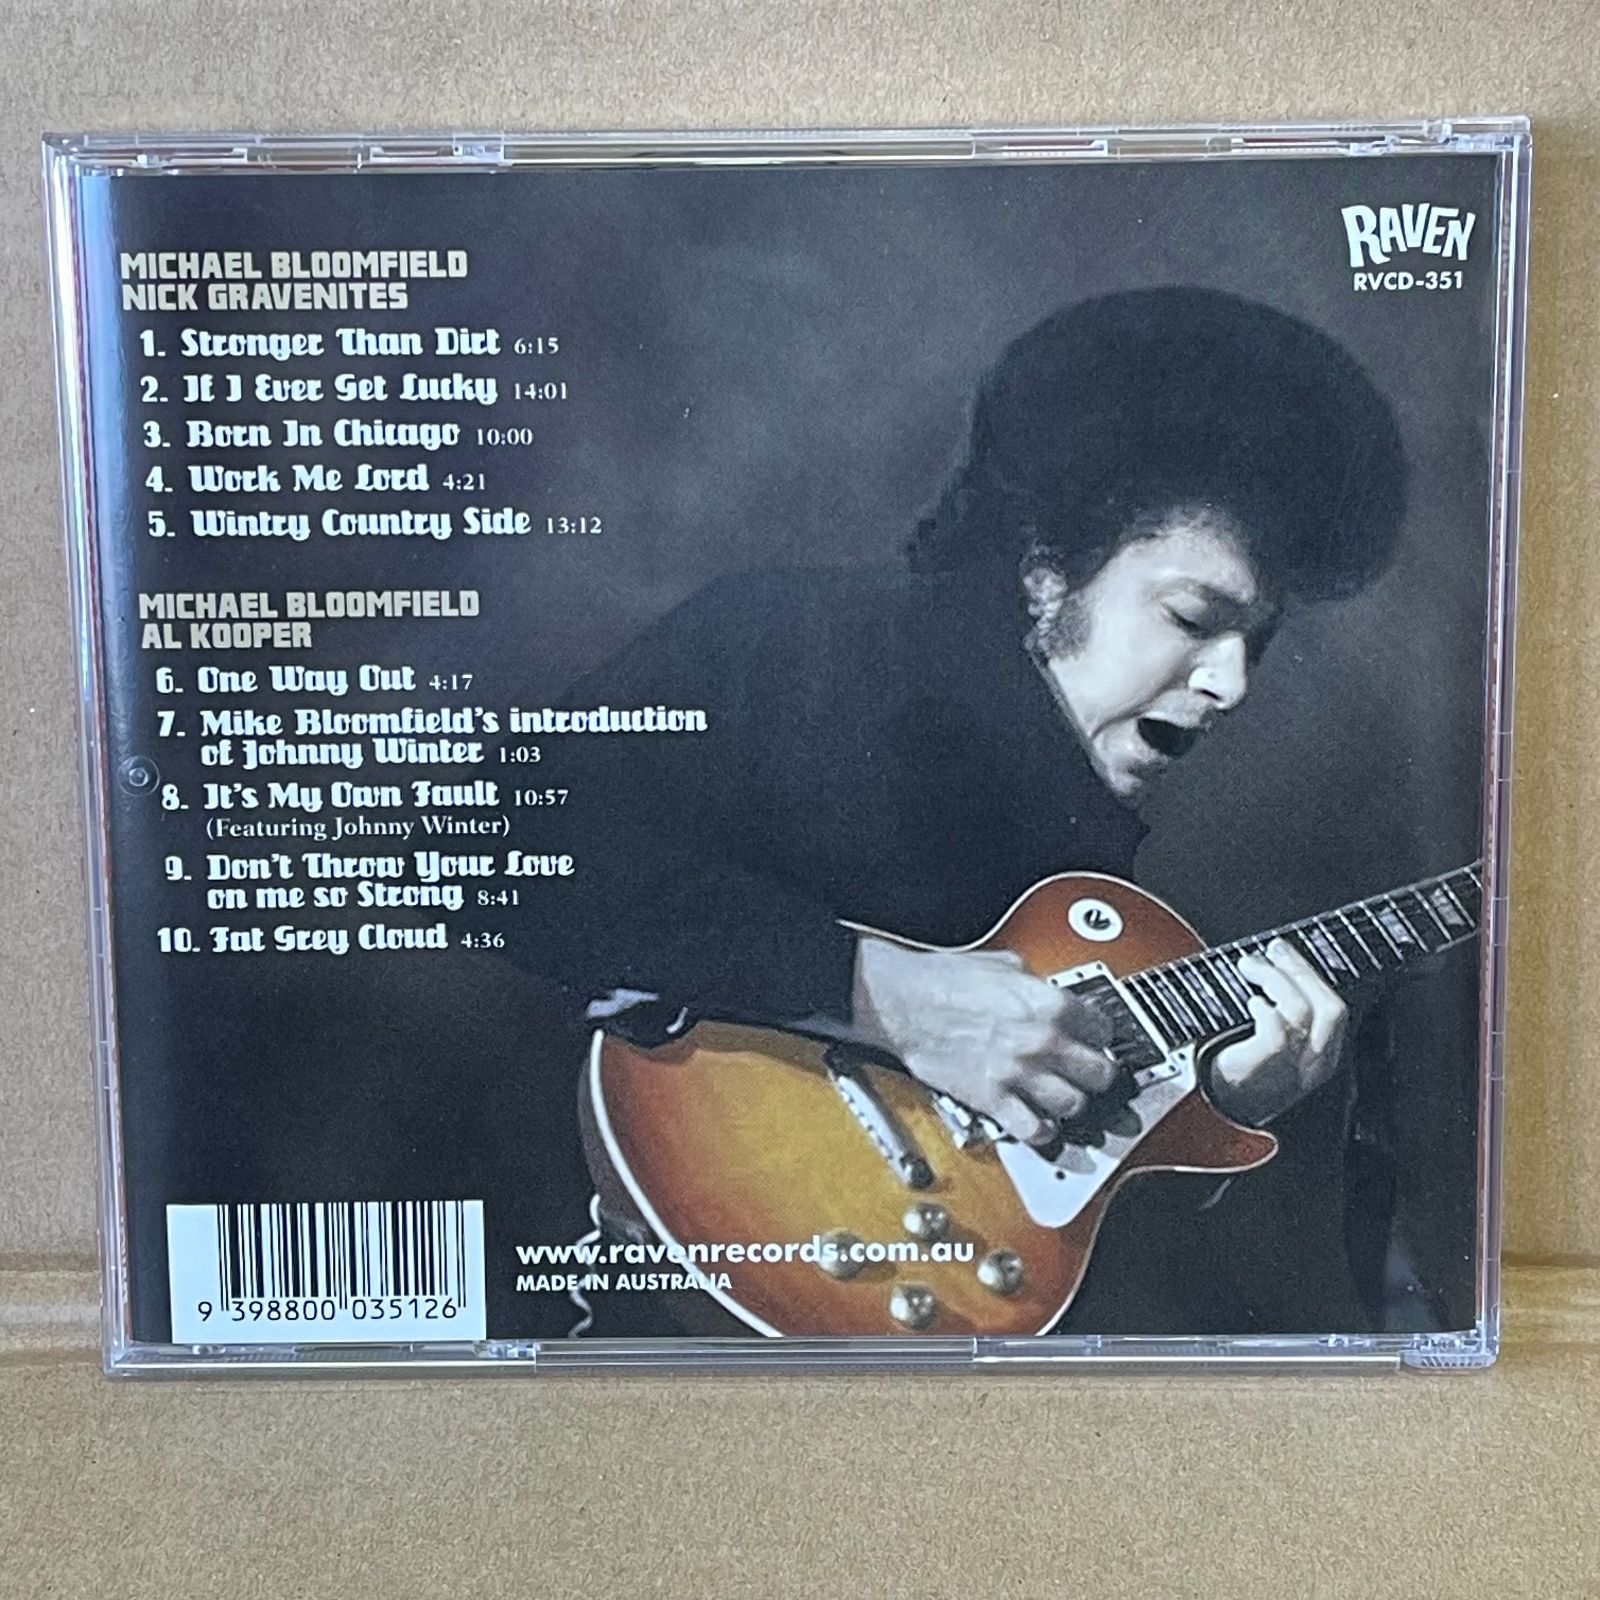 RAVEN
RVCD-351
MICHAEL BLOOMFIELD
NICK GRAVENITES
1. Stronger Than Dirt 6:15
2. If I Ever Get Lucky 14:01
3. Born In Chicago 10:00
4. Work Me Lord 4:21
5. Wintry Country Side 13:12
MICHAEL BLOOMFIELD
AL KOOPER
6. One Way Out 4:17
7. Mike Bloomfield's introduction
of Johnny Winter 1:03
8. It's My Own Fault 10:57
(Featuring Johnny Winter)
9. Don't Throw Your Love
on me so Strong 8:41
10. Fat Grey Cloud 4:36
www.ravenrecords.com.au
MADE IN AUSTRALIA
9 398800 035126